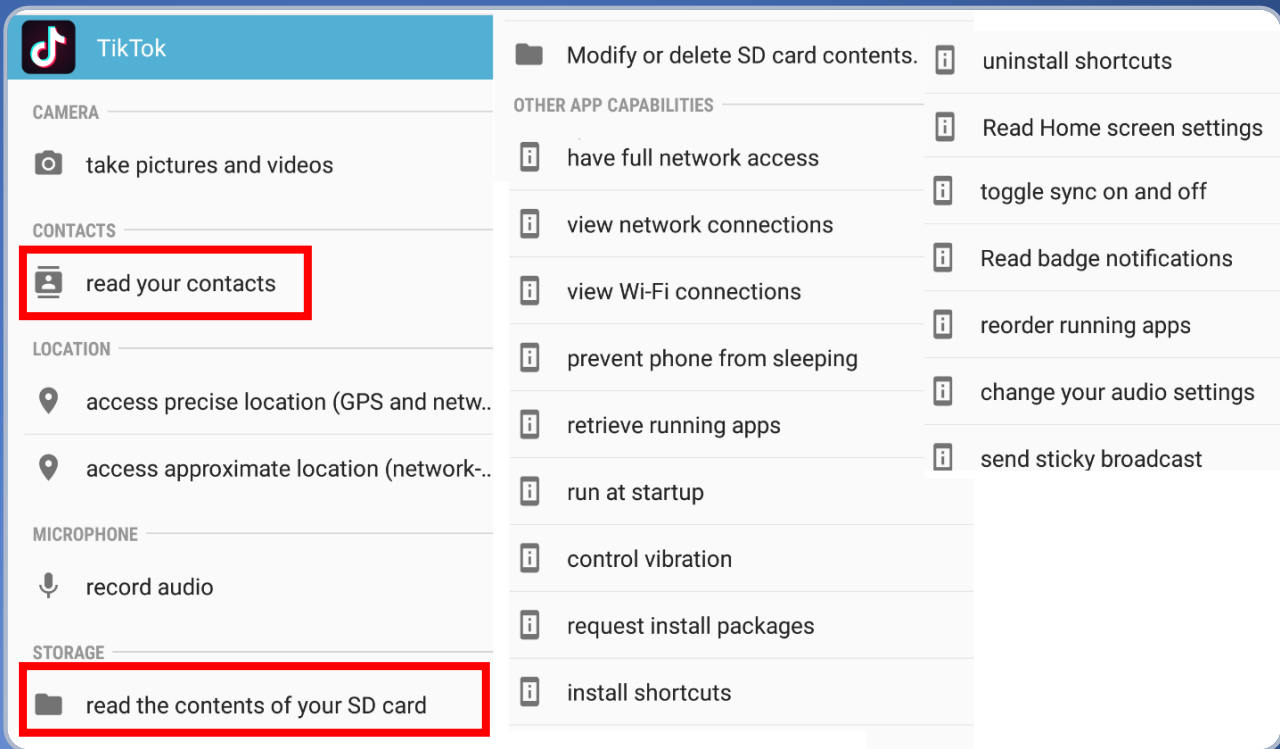 TikTok
CAMERA
take pictures and videos
CONTACTS
read your contacts
LOCATION
access precise location (GPS and netw..
access approximate location (network-..
MICROPHONE
record audio
STORAGE
read the contents of your SD card
Modify or delete SD card contents.
OTHER APP CAPABILITIES
have full network access
view network connections
view Wi-Fi connections
prevent phone from sleeping
retrieve running apps
run at startup
control vibration
request install packages
install shortcuts
uninstall shortcuts
Read Home screen settings
toggle sync on and off
Read badge notifications
reorder running apps
change your audio settings
send sticky broadcast